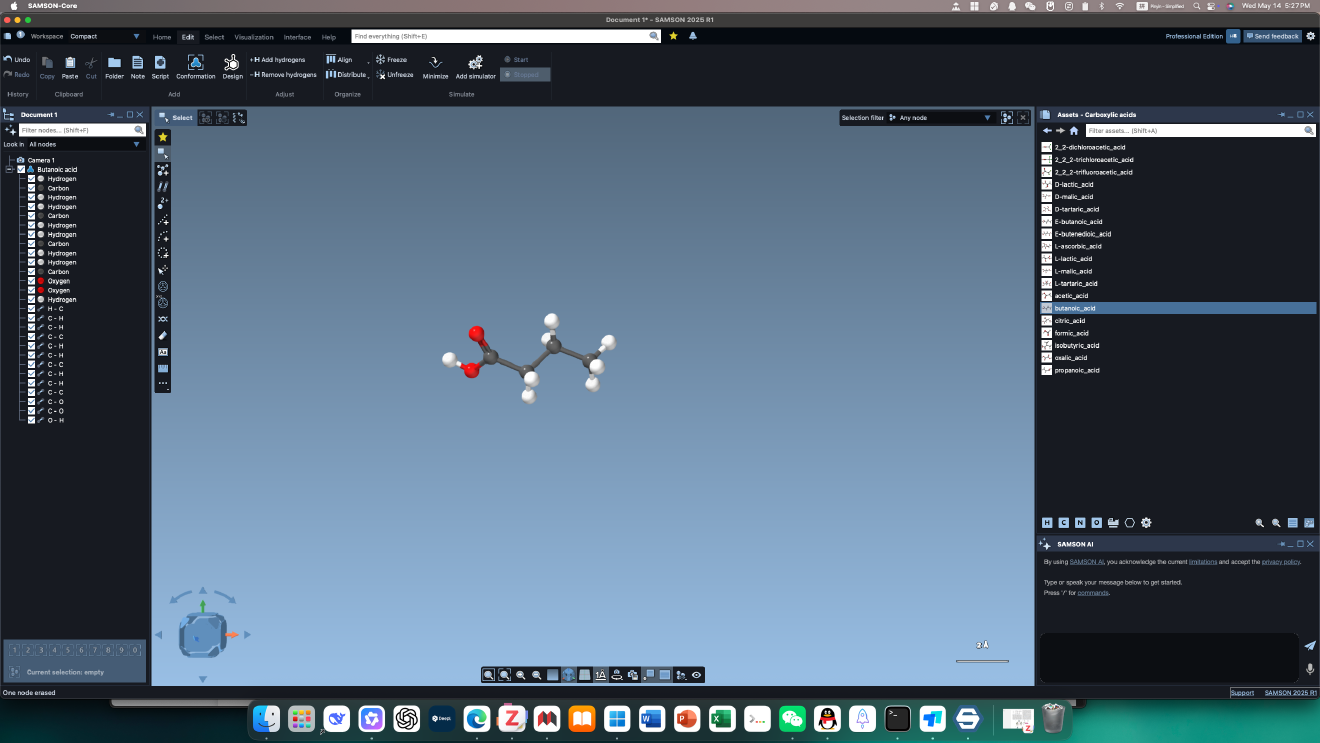 SAMSON-Core
Wed May 14 5:27PM
Document 1* - SAMSON 2025 R1
Workspace Compact
Home Edit Select Visualization Interface Help
Find everything (Shift+E)
Professional Edition
Send feedback
Undo
Redo
History
Copy Paste Cut
Clipboard
Folder Note Script Conformation Design
Add
Add hydrogens
Remove hydrogens
Adjust
Align
Distribute
Organize
Freeze
Unfreeze
Minimize Add simulator
Start
Stopped
Simulate
Document 1
Filter nodes... (Shift+F)
Look in All nodes
Camera 1
Butanoic acid
Hydrogen
Carbon
Hydrogen
Hydrogen
Carbon
Hydrogen
Hydrogen
Carbon
Hydrogen
Hydrogen
Carbon
Oxygen
Oxygen
Hydrogen
H - C
C - H
C - H
C - C
C - H
C - H
C - C
C - H
C - H
C - C
C - O
C - O
O - H
1 2 3 4 5 6 7 8 9 0
Current selection: empty
One node erased
Select
Selection filter Any node
2 Å
Assets - Carboxylic acids
Filter assets... (Shift+A)
2_2-dichloroacetic_acid
2_2_2-trichloroacetic_acid
2_2_2-trifluroacetic_acid
D-lactic_acid
D-malic_acid
D-tartaric_acid
E-butanoic_acid
E-butenedioic_acid
L-ascorbic_acid
L-lactic_acid
L-malic_acid
L-tartaric_acid
acetic_acid
butanoic_acid
citric_acid
formic_acid
isobutyric_acid
oxalic_acid
propanoic_acid
H C N O
SAMSON AI
By using SAMSON AI, you acknowledge the current limitations and accept the privacy policy.
Type or speak your message below to get started.
Press '/' for commands.
Support SAMSON 2025 R1